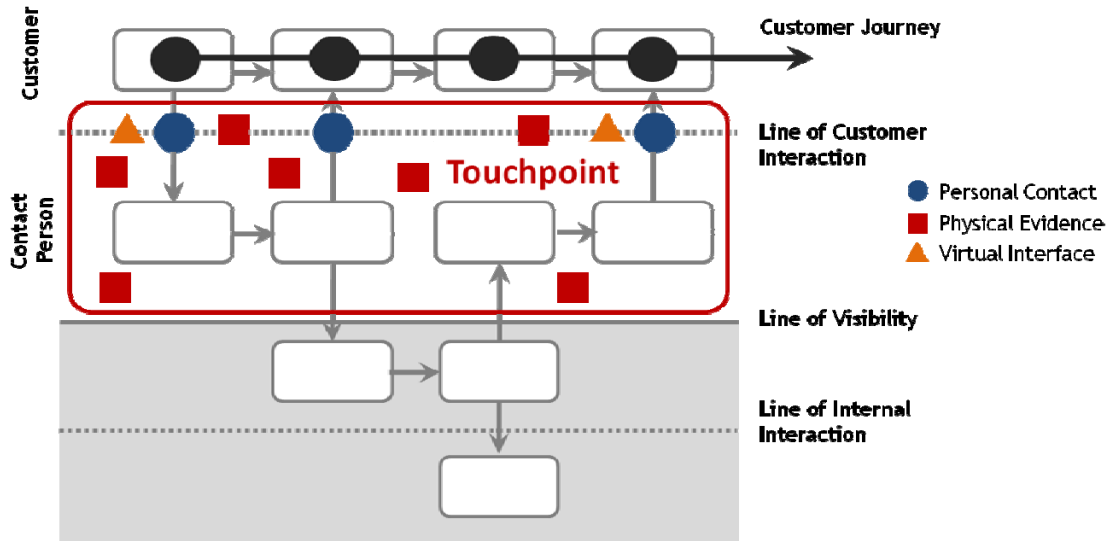 Customer
Customer Journey
Line of Customer
Interaction
Touchpoint
Personal Contact
Physical Evidence
Virtual Interface
Contact
Person
Line of Visibility
Line of Internal
Interaction